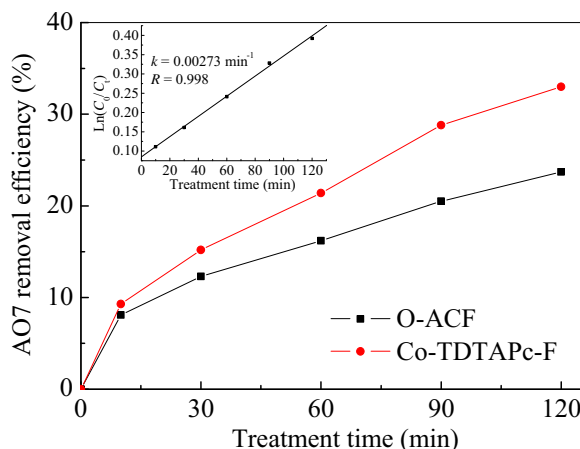 AO7 removal efficiency (%)
40
30
20
10
0
Ln(C₀/Cₜ)
0.40
0.35
0.30
0.25
0.20
0.15
0.10
k = 0.00273 min⁻¹
R = 0.998
0 20 40 60 80 100 120
Treatment time (min)
O-ACF
Co-TDTAPc-F
0 30 60 90 120
Treatment time (min)